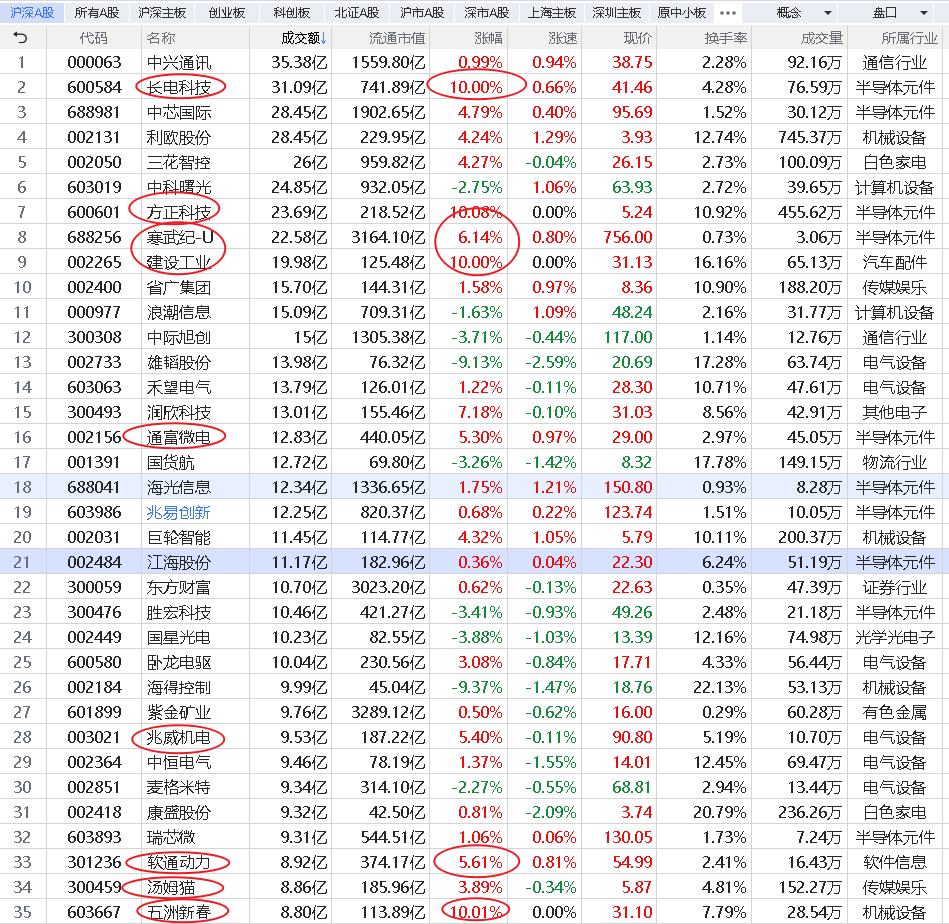 沪深A股 所有A股 沪深主板 创业板 科创板 北证A股 沪市A股 深市A股 上海主板 深圳主板 原中小板 ••• 概念 盘口
代码 名称 成交额↓ 流通市值 涨幅 涨速 现价 换手率 成交量 所属行业
1 000063 中兴通讯 35.38亿 1559.80亿 0.99% 0.94% 38.75 2.28% 92.16万 通信行业
2 600584 长电科技 31.09亿 741.89亿 10.00% 0.66% 41.46 4.28% 76.59万 半导体元件
3 688981 中芯国际 28.45亿 1902.65亿 4.79% 0.40% 95.69 1.52% 30.12万 半导体元件
4 002131 利欧股份 28.45亿 229.95亿 4.24% 1.29% 3.93 12.74% 745.37万 机械设备
5 002050 三花智控 26亿 959.82亿 4.27% -0.04% 26.15 2.73% 100.09万 白色家电
6 603019 中科曙光 24.85亿 932.05亿 -2.75% 1.06% 63.93 2.72% 39.65万 计算机设备
7 600601 方正科技 23.69亿 218.52亿 10.08% 0.00% 5.24 10.92% 455.62万 半导体元件
8 688256 寒武纪-U 22.58亿 3164.10亿 6.14% 0.80% 756.00 0.73% 3.06万 半导体元件
9 002265 建设工业 19.98亿 125.48亿 10.00% 0.00% 31.13 16.16% 65.13万 汽车配件
10 002400 省广集团 15.70亿 144.31亿 1.58% 0.97% 8.36 10.90% 188.20万 传媒娱乐
11 000977 浪潮信息 15.09亿 709.31亿 -1.63% 1.09% 48.24 2.16% 31.77万 计算机设备
12 300308 中际旭创 15亿 1305.38亿 -3.71% -0.44% 117.00 1.14% 12.76万 通信行业
13 002733 雄韬股份 13.98亿 76.32亿 -9.13% -2.59% 20.69 17.28% 63.74万 电气设备
14 603063 禾望电气 13.79亿 126.01亿 1.22% -0.11% 28.30 10.71% 47.61万 电气设备
15 300493 润欣科技 13.01亿 155.46亿 7.18% -0.10% 31.03 8.56% 42.91万 其他电子
16 002156 通富微电 12.83亿 440.05亿 5.30% 0.97% 29.00 2.97% 45.05万 半导体元件
17 001391 国货航 12.72亿 69.80亿 -3.26% -1.42% 8.32 17.78% 149.15万 物流行业
18 688041 海光信息 12.34亿 1336.65亿 1.75% 1.21% 150.80 0.93% 8.28万 半导体元件
19 603986 兆易创新 12.25亿 820.37亿 0.68% 0.22% 123.74 1.51% 10.05万 半导体元件
20 002031 巨轮智能 11.45亿 114.77亿 4.32% 1.05% 5.79 10.11% 200.37万 机械设备
21 002484 江海股份 11.17亿 182.96亿 0.36% 0.04% 22.30 6.24% 51.19万 半导体元件
22 300059 东方财富 10.70亿 3023.20亿 0.62% -0.13% 22.63 0.35% 47.39万 证券行业
23 300476 胜宏科技 10.46亿 421.27亿 -3.41% -0.93% 49.26 2.48% 21.18万 半导体元件
24 002449 国星光电 10.23亿 82.55亿 -3.88% -1.03% 13.39 12.16% 74.98万 光学光电子
25 600580 卧龙电驱 10.04亿 230.56亿 3.08% -0.84% 17.71 4.33% 56.44万 电气设备
26 002184 海得控制 9.99亿 45.04亿 -9.37% -1.47% 18.76 22.13% 53.13万 机械设备
27 601899 紫金矿业 9.76亿 3289.12亿 0.50% -0.62% 16.00 0.29% 60.28万 有色金属
28 003021 兆威机电 9.53亿 187.22亿 5.40% -0.11% 90.80 5.19% 10.70万 电气设备
29 002364 中恒电气 9.46亿 78.19亿 1.37% -1.55% 14.01 12.45% 69.47万 电气设备
30 002851 麦格米特 9.34亿 314.10亿 -2.27% -0.55% 68.81 2.94% 13.44万 电气设备
31 002418 康盛股份 9.32亿 42.50亿 0.81% -2.09% 3.74 20.79% 236.26万 白色家电
32 603893 瑞芯微 9.31亿 544.51亿 1.06% 0.06% 130.05 1.73% 7.24万 半导体元件
33 301236 软通动力 8.92亿 374.17亿 5.61% 0.81% 54.99 2.41% 16.43万 软件信息
34 300459 汤姆猫 8.86亿 185.96亿 3.89% -0.34% 5.87 4.81% 152.27万 传媒娱乐
35 603667 五洲新春 8.80亿 113.89亿 10.01% 0.00% 31.10 7.79% 28.54万 机械设备